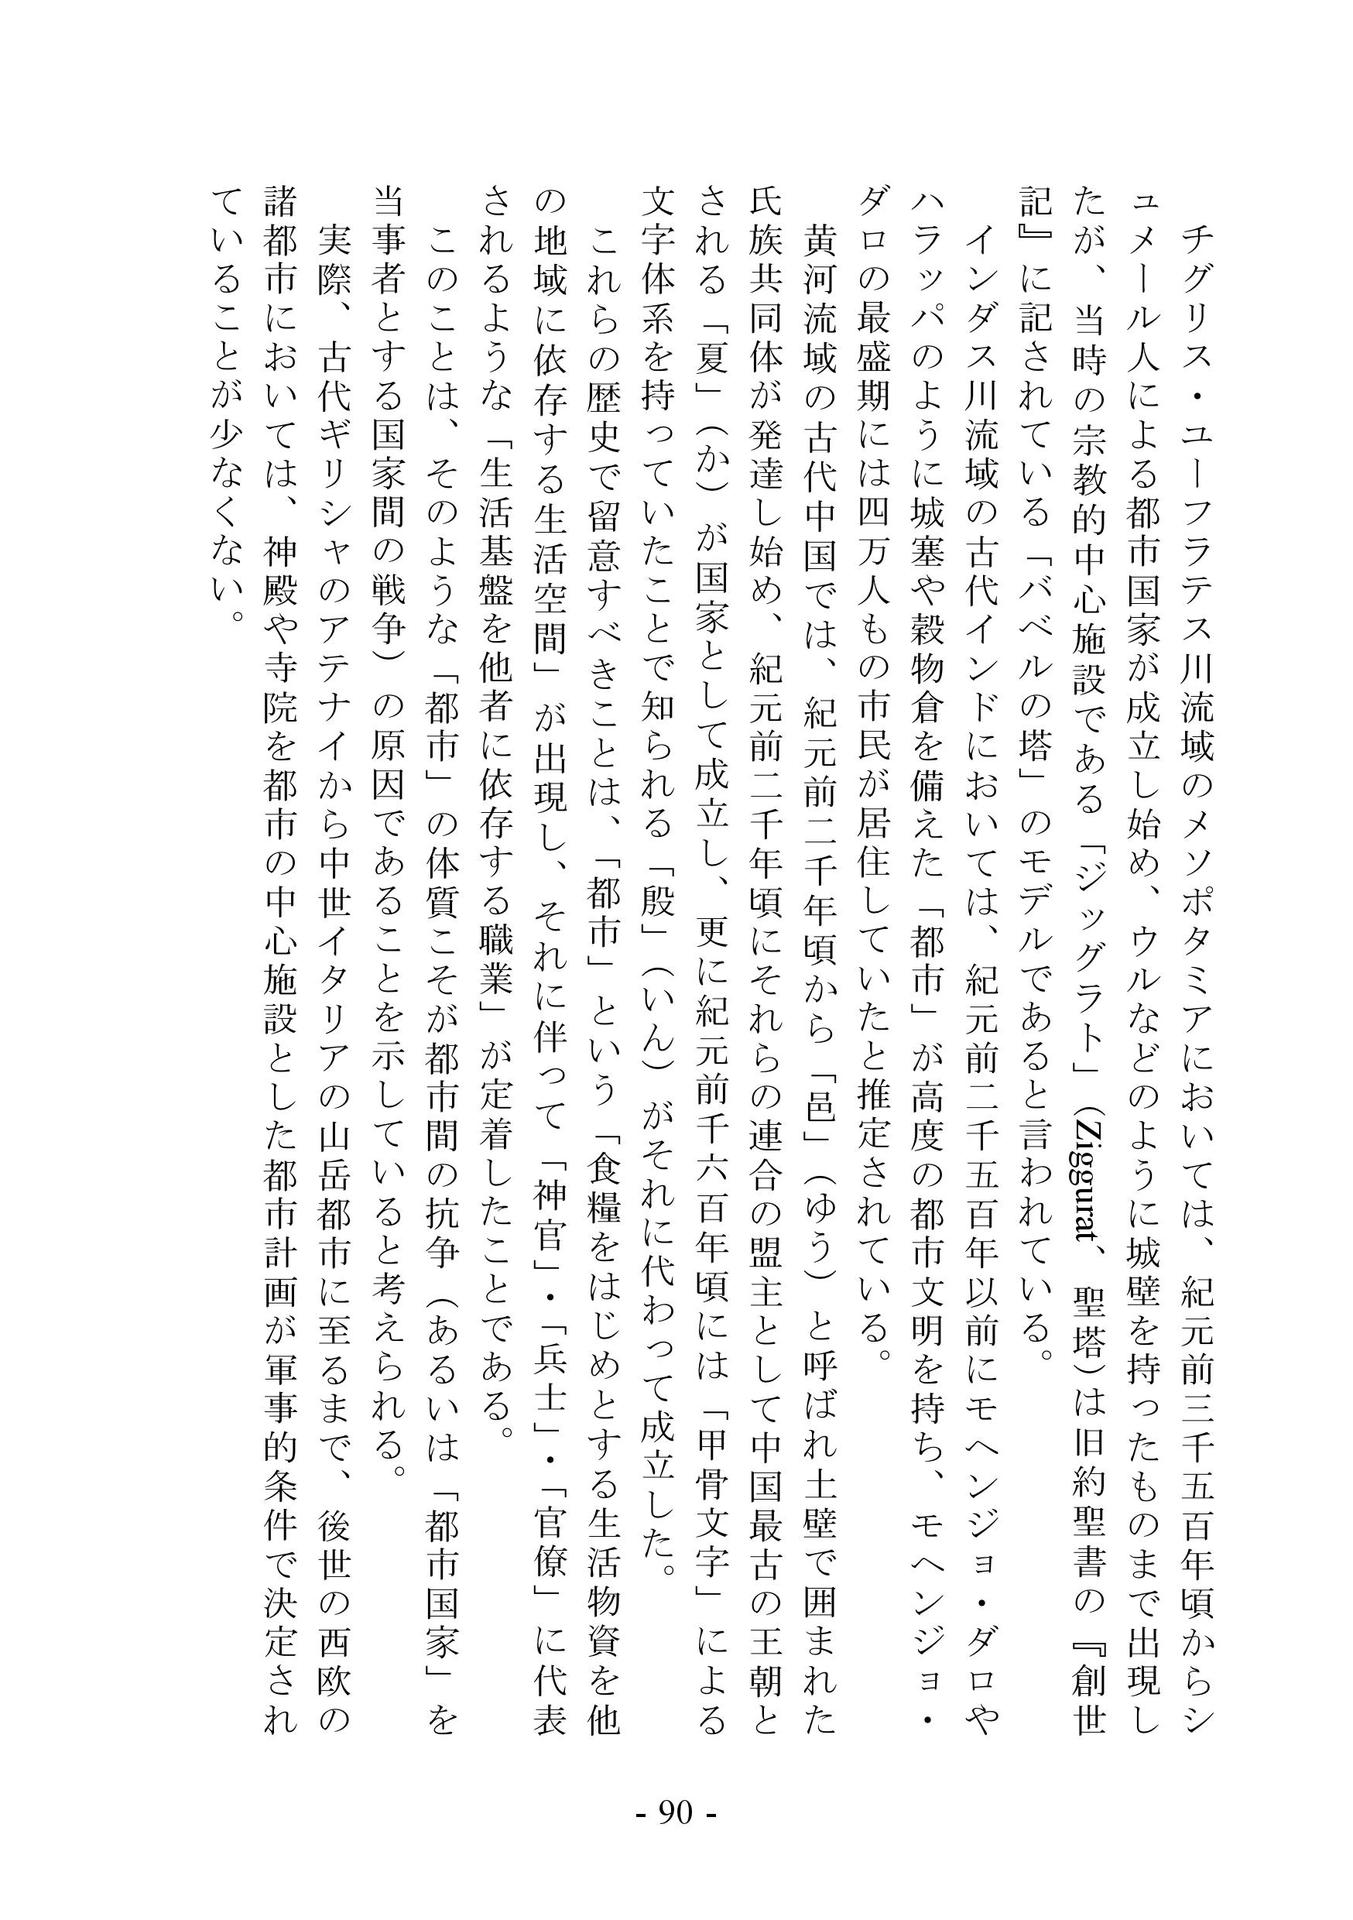 チグリス・ユーフラテス川流域のメソポタミアにおいては、紀元前三千五百年頃からシ
ュメール人による都市国家が成立し始め、ウルなどのように城壁を持ったものまで出現し
たが、当時の宗教的中心施設である「ジッグラト」（Ziggurat、聖塔）は旧約聖書の『創世
記』に記されている「バベルの塔」のモデルであると言われている。
インダス川流域の古代インドにおいては、紀元前二千五百年以前にモヘンジョ・ダロや
ハラッパのように城塞や穀物倉を備えた「都市」が高度の都市文明を持ち、モヘンジョ・
ダロの最盛期には四万人もの市民が居住していたと推定されている。
黄河流域の古代中国では、紀元前二千年頃から「邑」（ゆう）と呼ばれ土壁で囲まれた
氏族共同体が発達し始め、紀元前二千年頃にそれらの連合の盟主として中国最古の王朝と
される「夏」（か）が国家として成立し、更に紀元前千六百年頃には「甲骨文字」による
文字体系を持っていたことで知られる「殷」（いん）がそれに代わって成立した。
これらの歴史で留意すべきことは、「都市」という「食糧をはじめとする生活物資を他
の地域に依存する生活空間」が出現し、それに伴って「神官」・「兵士」・「官僚」に代表
されるような「生活基盤を他者に依存する職業」が定着したことである。
このことは、そのような「都市」の体質こそが都市間の抗争（あるいは「都市国家」を
当事者とする国家間の戦争）の原因であることを示していると考えられる。
実際、古代ギリシャのアテナイから中世イタリアの山岳都市に至るまで、後世の西欧の
諸都市においては、神殿や寺院を都市の中心施設とした都市計画が軍事的条件で決定され
ていることが少なくない。
- 90 -